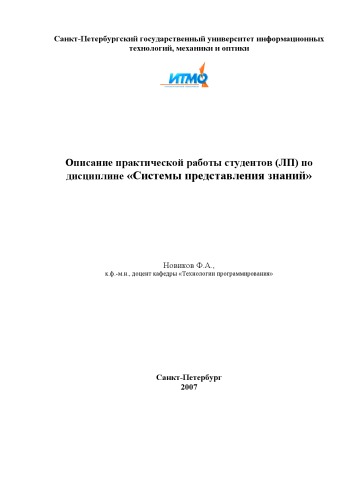 Санкт-Петербургский государственный университет информационных
технологий, механики и оптики
ИТМО
Описание практической работы студентов (ЛП) по
дисциплине «Системы представления знаний»
Новиков Ф.А.,
к.ф.-м.н., доцент кафедры «Технологии программирования»
Санкт-Петербург
2007